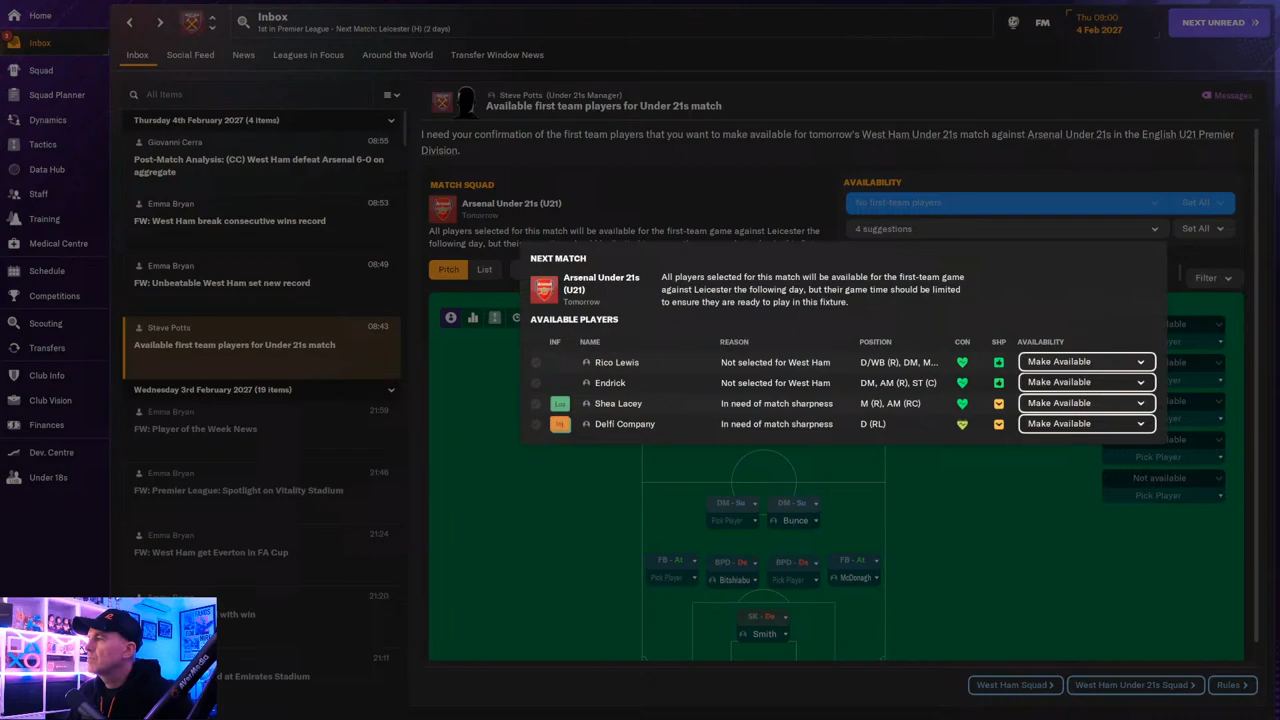 Home
Inbox
3
Squad
Squad Planner
Dynamics
Tactics
Data Hub
Staff
Training
Medical Centre
Schedule
Competitions
Scouting
Transfers
Club Info
Club Vision
Finances
Dev. Centre
Under 18s
Inbox
1st in Premier League - Next Match: Leicester (H) (2 days)
FM
Thu 09:00
4 Feb 2027
NEXT UNREAD
Inbox
Social Feed
News
Leagues in Focus
Around the World
Transfer Window News
All Items
Thursday 4th February 2027 (4 items)
Giovanni Cerra
08:55
Post-Match Analysis: (CC) West Ham defeat Arsenal 6-0 on
aggregate
Emma Bryan
08:53
FW: West Ham break consecutive wins record
Emma Bryan
08:49
FW: Unbeatable West Ham set new record
Steve Potts
08:43
Available first team players for Under 21s match
Wednesday 3rd February 2027 (19 items)
Emma Bryan
21:59
FW: Player of the Week News
Emma Bryan
21:46
FW: Premier League: Spotlight on Vitality Stadium
Emma Bryan
21:24
FW: West Ham get Everton in FA Cup
21:20
with win
21:11
d at Emirates Stadium
Steve Potts (Under 21s Manager)
Available first team players for Under 21s match
Messages
I need your confirmation of the first team players that you want to make available for tomorrow's West Ham Under 21s match against Arsenal Under 21s in the English U21 Premier
Division.
MATCH SQUAD
Arsenal Under 21s (U21)
Tomorrow
All players selected for this match will be available for the first-team game against Leicester the
AVAILABILITY
No first-team players
Set All
4 suggestions
Set All
Pitch
List
Filter
NEXT MATCH
Arsenal Under 21s
(U21)
Tomorrow
All players selected for this match will be available for the first-team game
against Leicester the following day, but their game time should be limited
to ensure they are ready to play in this fixture.
AVAILABLE PLAYERS
INF NAME REASON POSITION CON SHP AVAILABILITY
Rico Lewis Not selected for West Ham D/WB (R), DM, M... Make Available
Endrick Not selected for West Ham DM, AM (R), ST (C) Make Available
Shea Lacey In need of match sharpness M (R), AM (RC) Make Available
Inj Delfí Company In need of match sharpness D (RL) Make Available
Pick Player
Not available
Pick Player
DM - Su DM - Su
Pick Player Bunce
FB - At BPD - De BPD - De FB - At
Pick Player Bitshiabu Pick Player McDonagh
SK - De
Smith
West Ham Squad
West Ham Under 21s Squad
Rules
AVerMedia